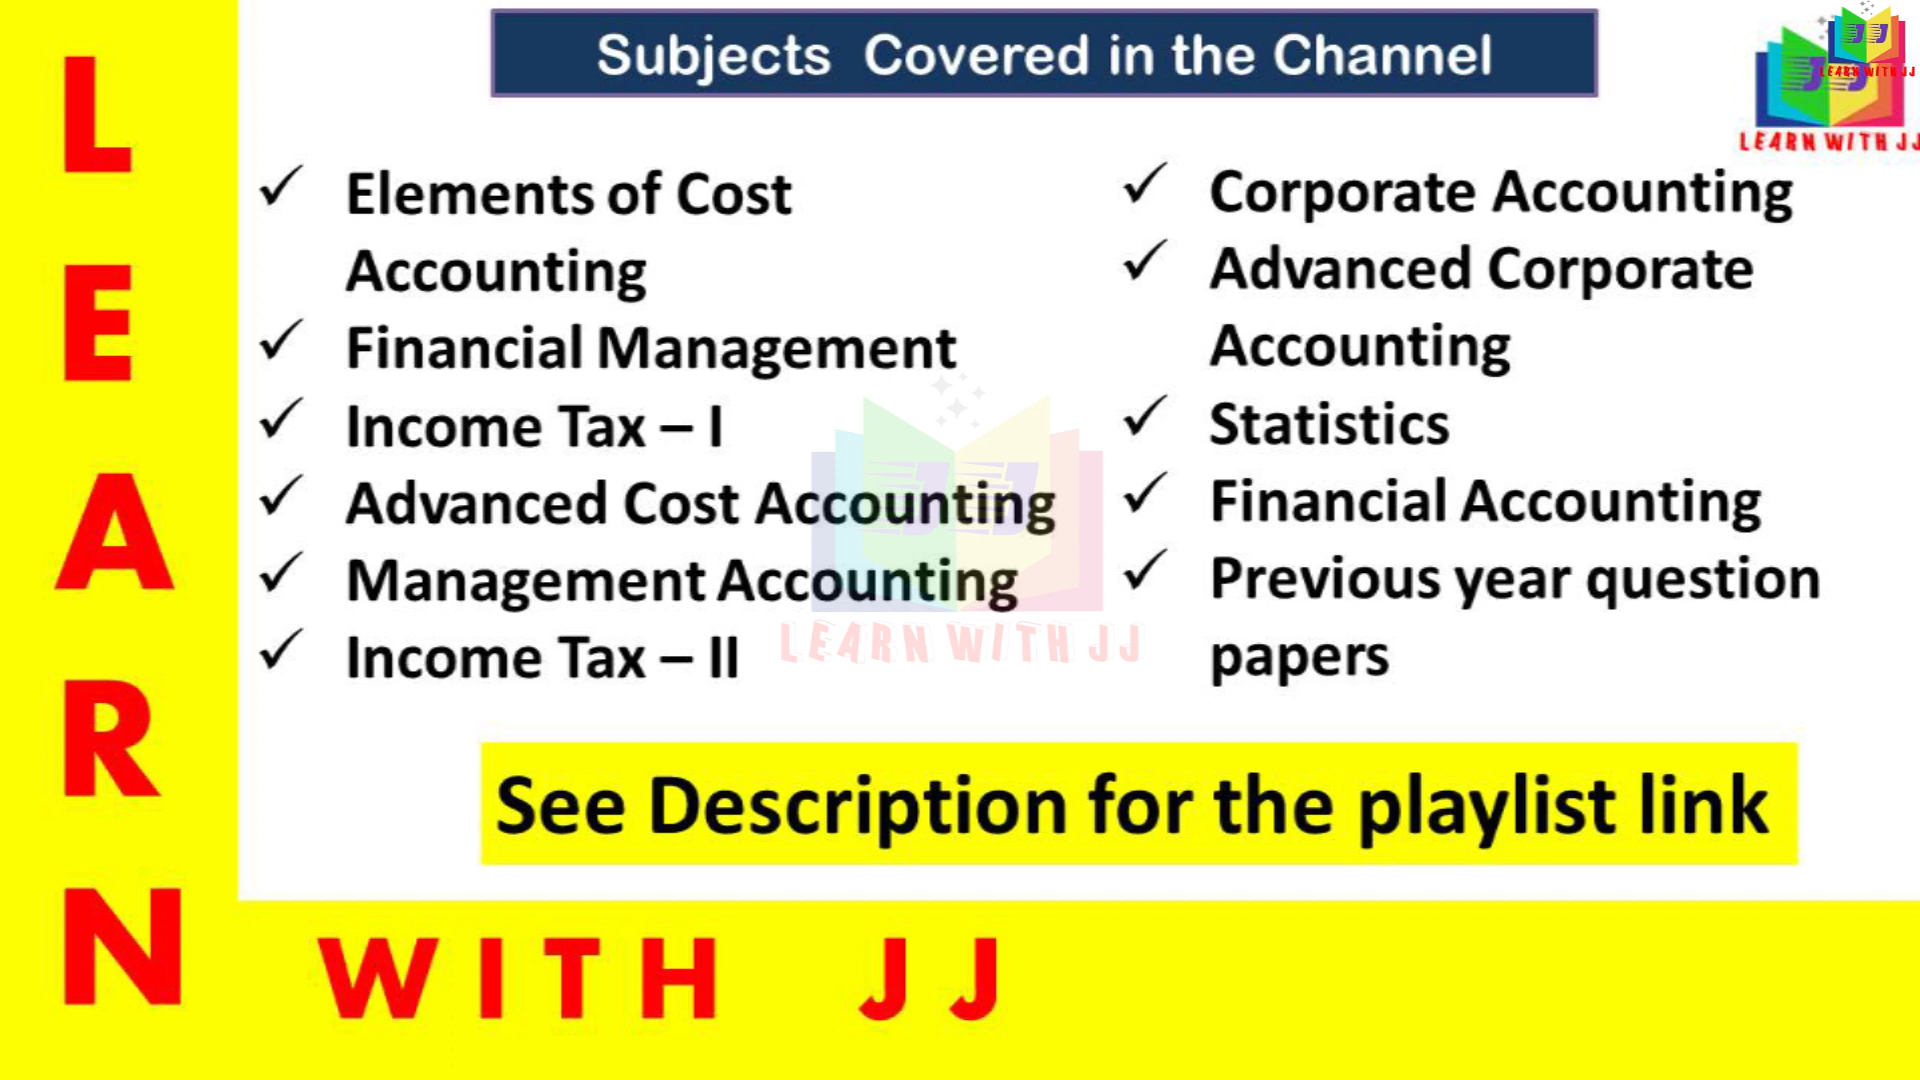 Subjects Covered in the Channel
LEARN WITH JJ
LEARN WITH JJ
Elements of Cost
Accounting
Financial Management
Income Tax – I
Advanced Cost Accounting
Management Accounting
Income Tax – II
Corporate Accounting
Advanced Corporate
Accounting
Statistics
Financial Accounting
Previous year question
papers
LEARN WITH JJ
See Description for the playlist link
L
E
A
R
N
WITH JJ